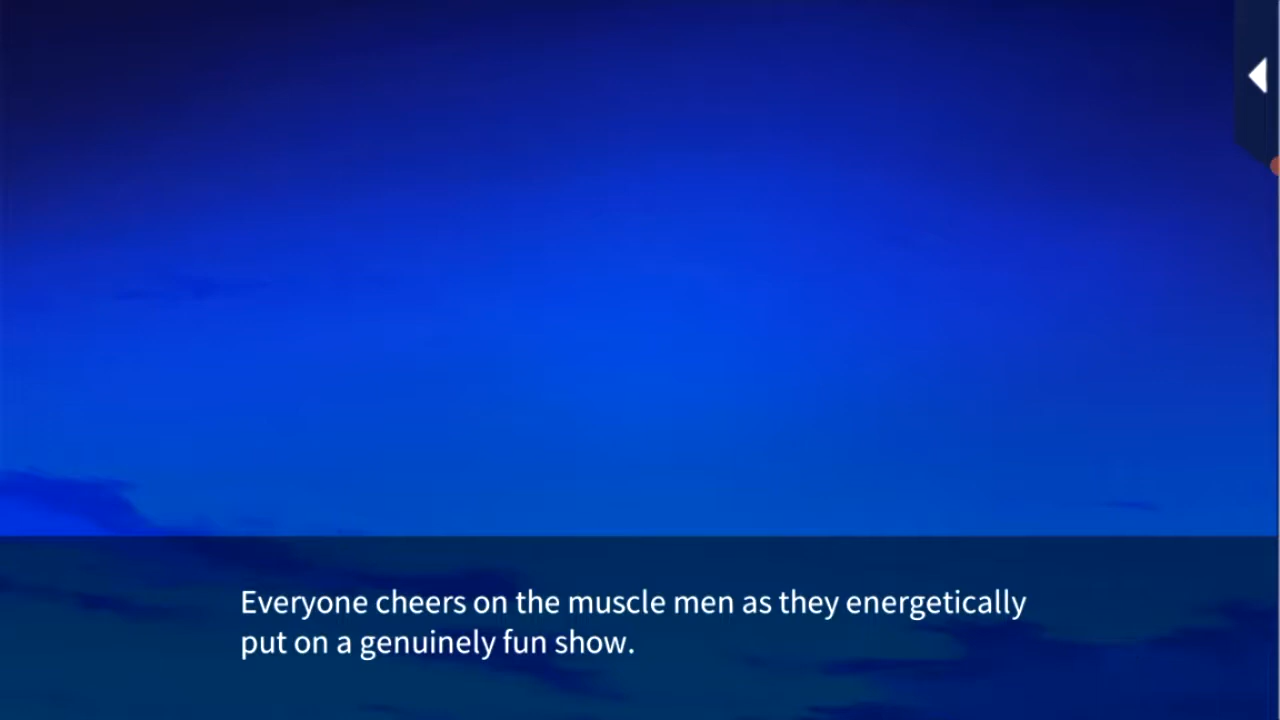 Everyone cheers on the muscle men as they energetically
put on a genuinely fun show.